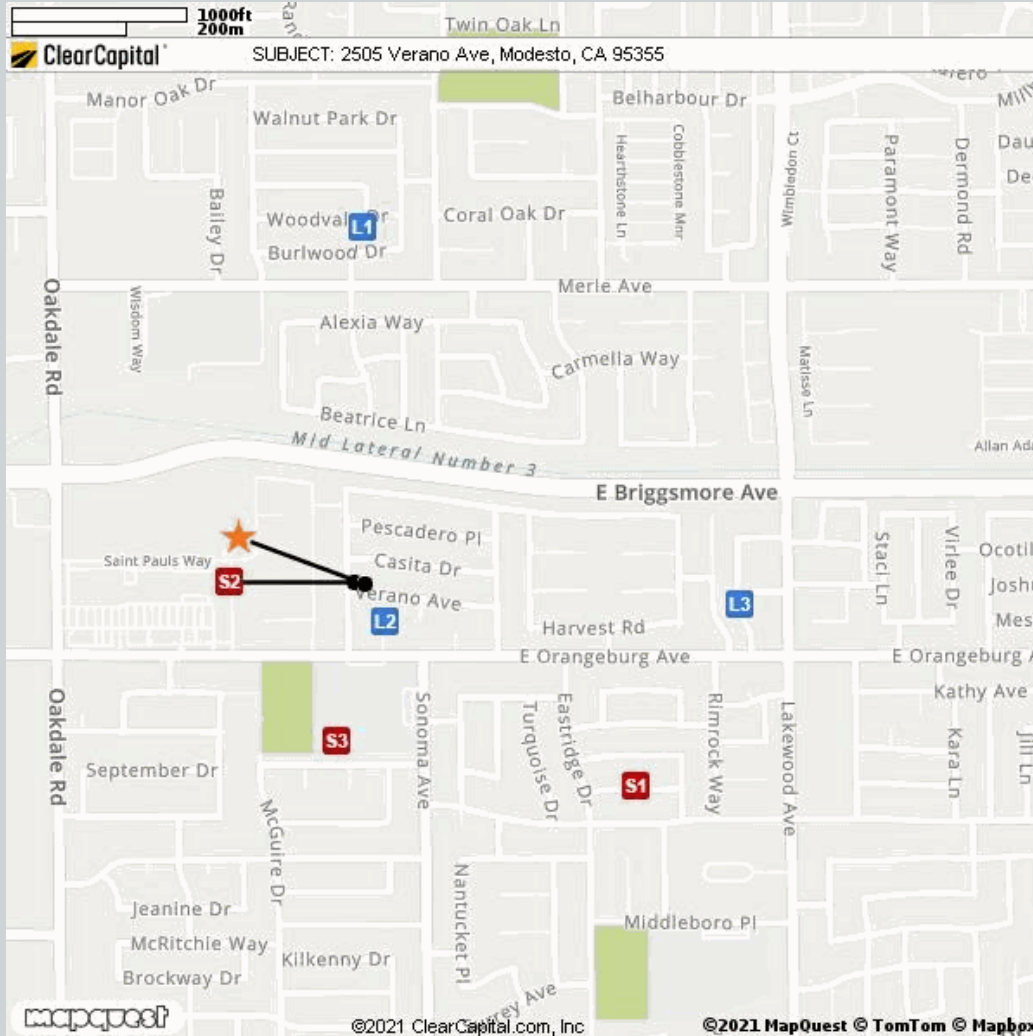 1000ft
200m
Twin Oak Ln
ClearCapital
SUBJECT: 2505 Verano Ave, Modesto, CA 95355
Manor Oak Dr
Belharbour Dr
Walnut Park Dr
Hearthstone Ln
Cobblestone Mnr
Wimbledon Ct
Paramont Way
Dermond Rd
Bailey Dr
L1
Coral Oak Dr
Burlwood Dr
Merle Ave
Oakdale Rd
Wisdom Way
Alexia Way
Carmella Way
Matisse Ln
Beatrice Ln
Mid Lateral Number 3
E Briggsmore Ave
Pescadero Pl
Saint Pauls Way
Casita Dr
S2
Verano Ave
L2
L3
Staci Ln
Virlee Dr
Harvest Rd
E Orangeburg Ave
E Orangeburg
Kathy Ave
Oakdale Rd
Sonoma Ave
Turquoise Dr
Eastridge Dr
Rimrock Way
Lakewood Ave
Kara Ln
Jill Ln
S3
September Dr
S1
McGuire Dr
Nantucket Pl
Jeanine Dr
Middleboro Pl
McRitchie Way
Kilkenny Dr
Brockway Dr
mapquest
©2021 ClearCapital.com, Inc
©2021 MapQuest © TomTom © Mapbox